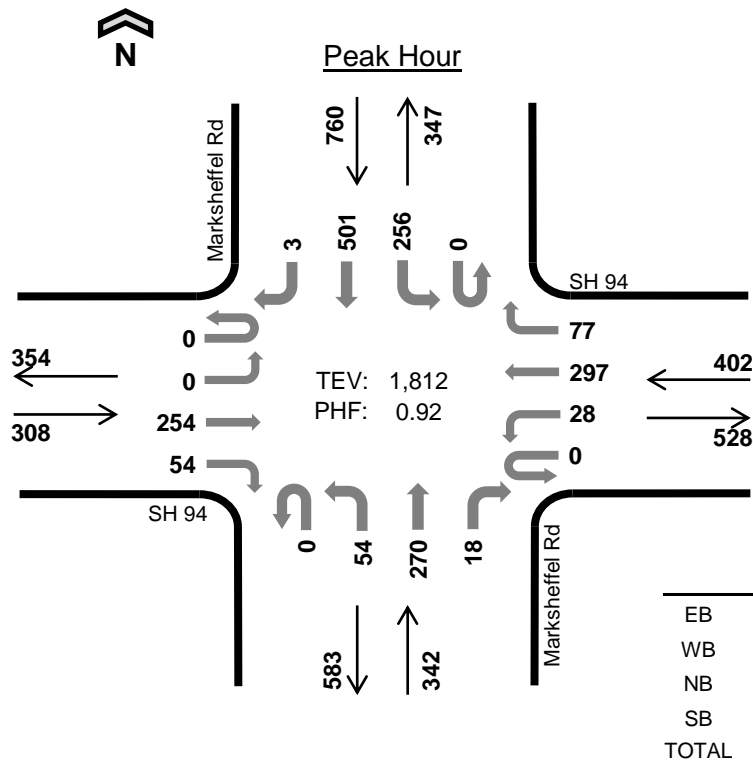 N
Peak Hour
Marksheffel Rd
760
347
3
501
256
0
SH 94
0
77
354
0
TEV: 1,812
297
402
PHF: 0.92
308
254
28
528
54
0
SH 94
0
54
270
18
Marksheffel Rd
583
342
EB
WB
NB
SB
TOTAL